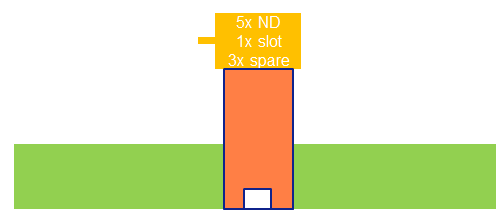 5x ND
1x slot
3x spare